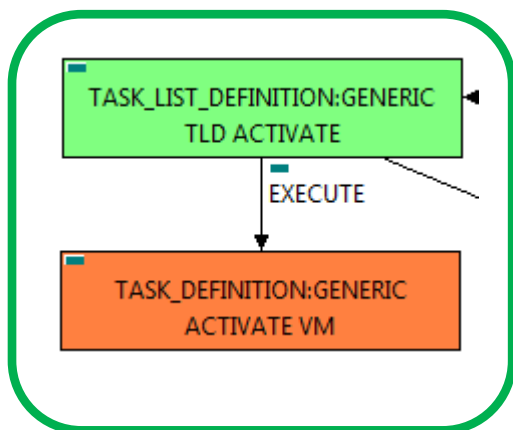 TASK_LIST_DEFINITION:GENERIC
TLD ACTIVATE
EXECUTE
TASK_DEFINITION:GENERIC
ACTIVATE VM